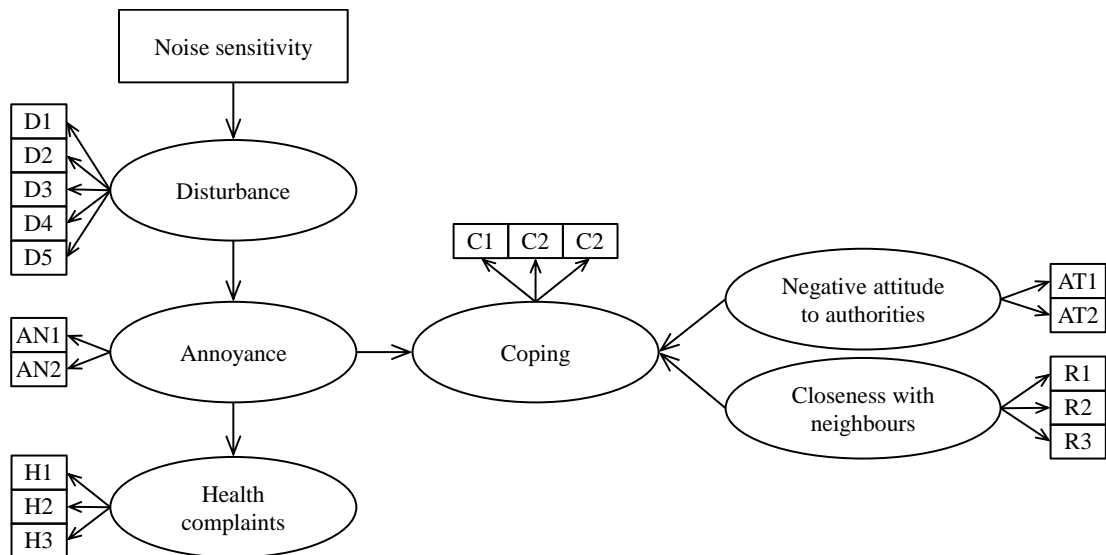 Noise sensitivity
D1
D2
D3
D4
D5
Disturbance
C1 C2 C2
Negative attitude
to authorities
AT1
AT2
AN1
AN2
Annoyance
Coping
Closeness with
neighbours
R1
R2
R3
H1
H2
H3
Health
complaints